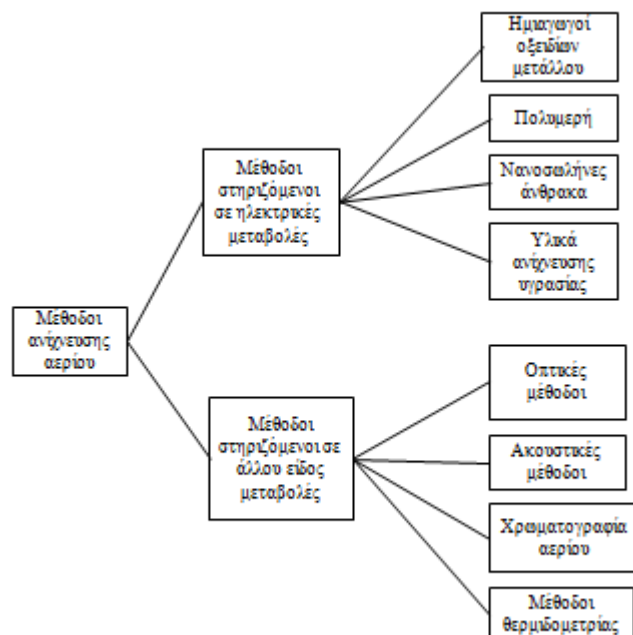 Μέθοδοι
ανίχνευσης
αερίου
Μέθοδοι
στηριζόμενοι
σε ηλεκτρικές
μεταβολές
Ημιαγωγοί
οξειδίων
μετάλλου
Πολυμερή
Νανοσωλήνες
άνθρακα
Υλικά
ανίχνευσης
υγρασίας
Μέθοδοι
στηριζόμενοι σε
άλλου είδος
μεταβολές
Οπτικές
μέθοδοι
Ακουστικές
μέθοδοι
Χρωματογραφία
αερίου
Μέθοδοι
θερμιδομετρίας